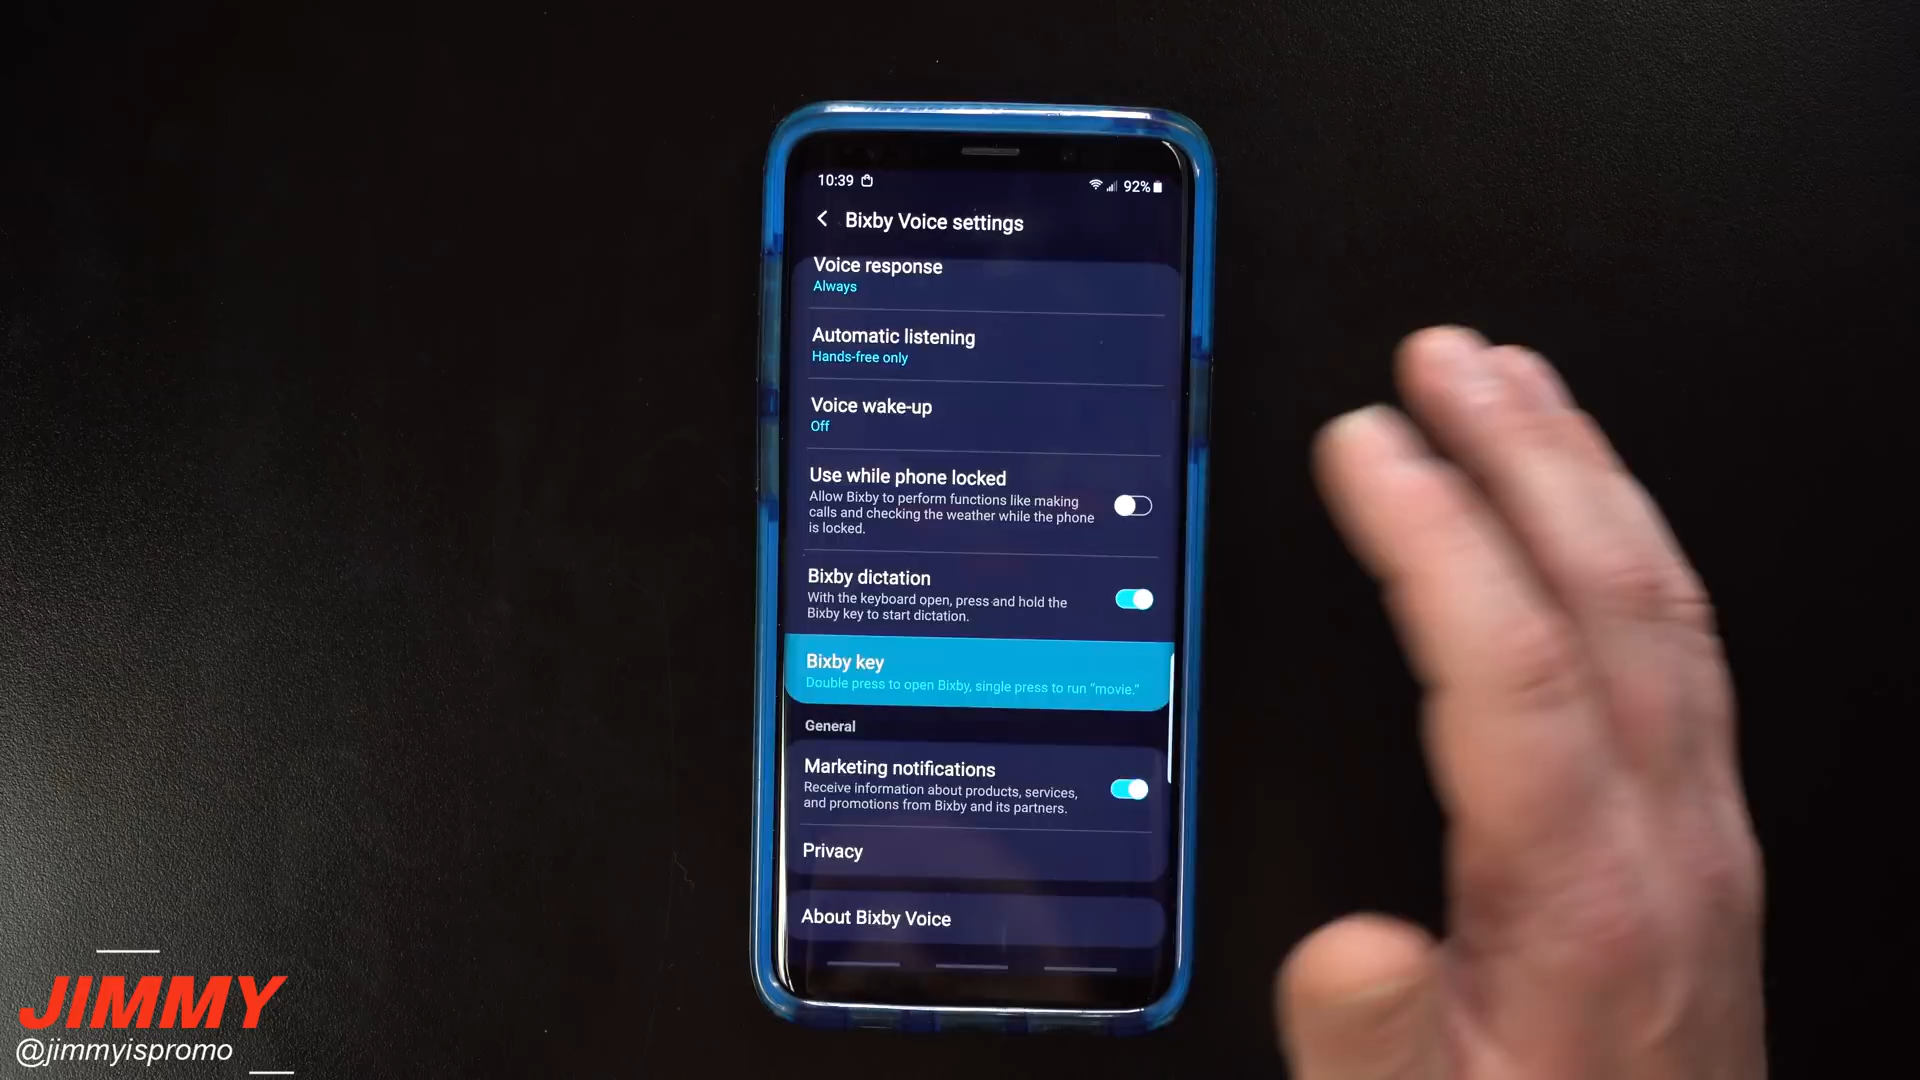 10:39
92%
Bixby Voice settings
Voice response
Always
Automatic listening
Hands-free only
Voice wake-up
Off
Use while phone locked
Allow Bixby to perform functions like making
calls and checking the weather while the phone
is locked.
Bixby dictation
With the keyboard open, press and hold the
Bixby key to start dictation.
Bixby key
Double press to open Bixby, single press to run “movie.”
General
Marketing notifications
Receive information about products, services,
and promotions from Bixby and its partners.
Privacy
About Bixby Voice
JIMMY
@jimmyispromo